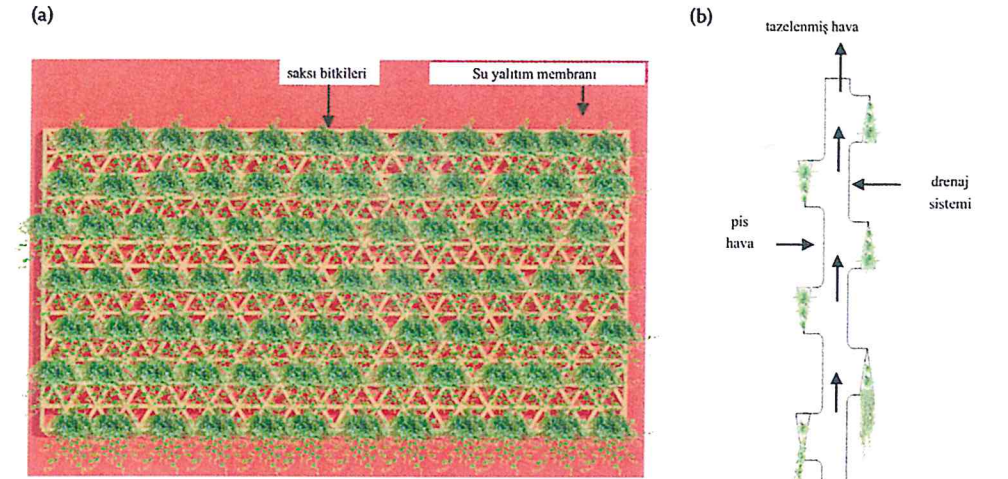 (a)
saksı bitkileri
Su yalıtım membranı
(b)
tazelenmiş hava
drenaj
sistemi
pis
hava